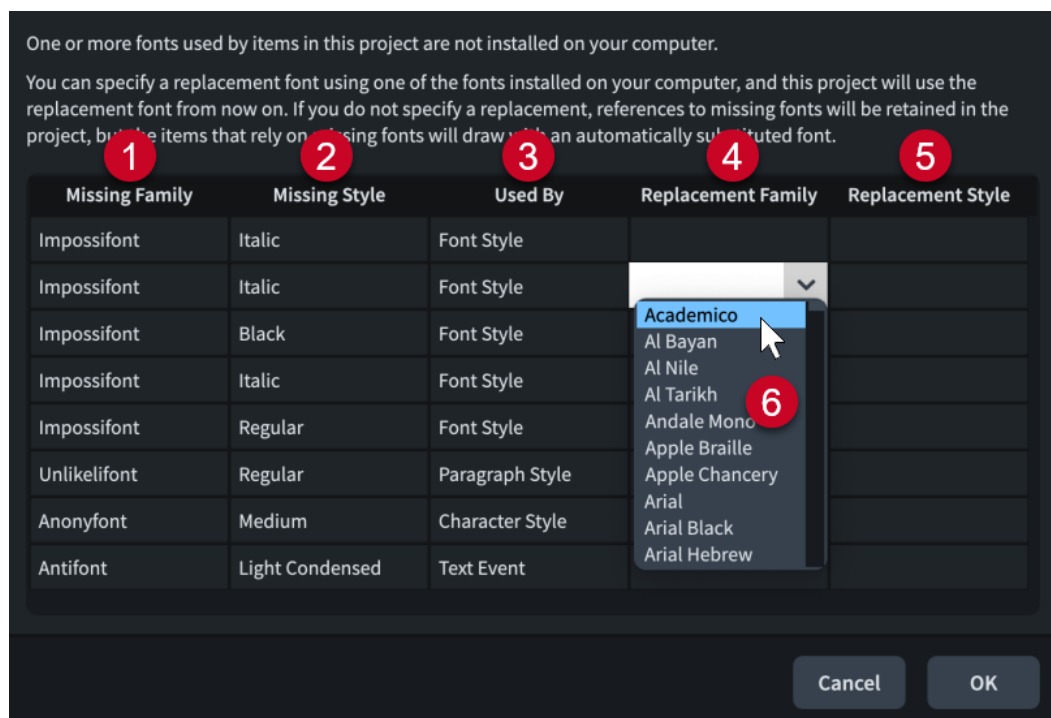 One or more fonts used by items in this project are not installed on your computer.
You can specify a replacement font using one of the fonts installed on your computer, and this project will use the
replacement font from now on. If you do not specify a replacement, references to missing fonts will be retained in the
project, but the items that rely on missing fonts will draw with an automatically substituted font.
1 2 3 4 5
Missing Family Missing Style Used By Replacement Family Replacement Style
Impossifont Italic Font Style
Impossifont Italic Font Style
Impossifont Black Font Style
Impossifont Italic Font Style
Impossifont Regular Font Style
Unlikelifont Regular Paragraph Style
Anonyfont Medium Character Style
Antifont Light Condensed Text Event
Academico
Al Bayan
Al Nile
Al Tarikh
6
Andale Mono
Apple Braille
Apple Chancery
Arial
Arial Black
Arial Hebrew
Cancel OK